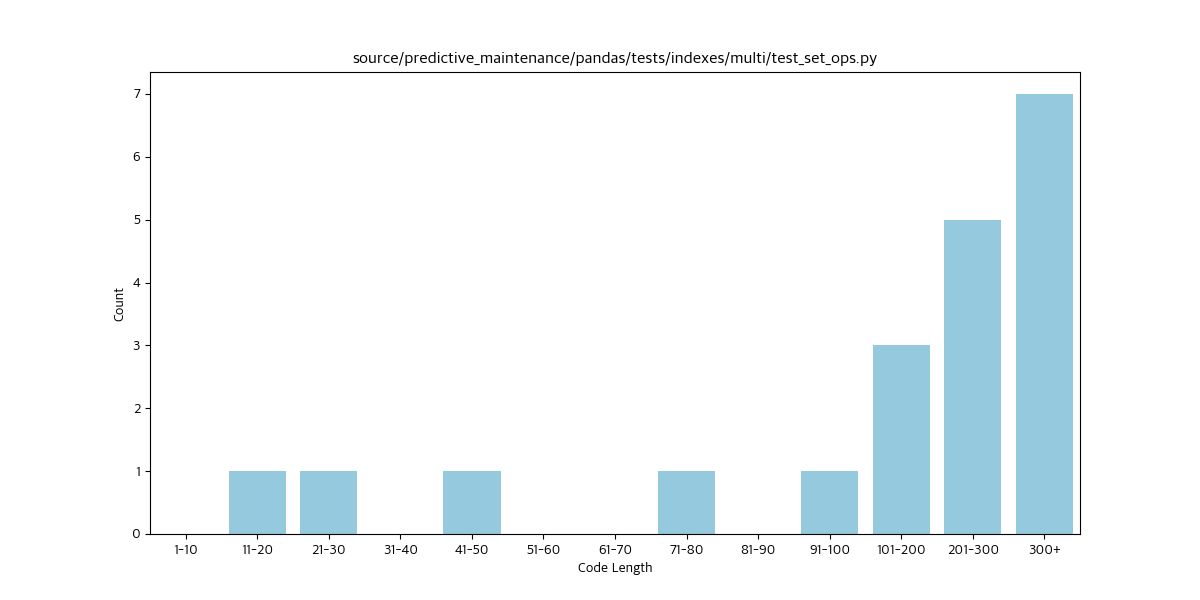 source/predictive_maintenance/pandas/tests/indexes/multi/test_set_ops.py
7
6
5
4
3
2
1
0
Count
1-10 11-20 21-30 31-40 41-50 51-60 61-70 71-80 81-90 91-100 101-200 201-300 300+
Code Length